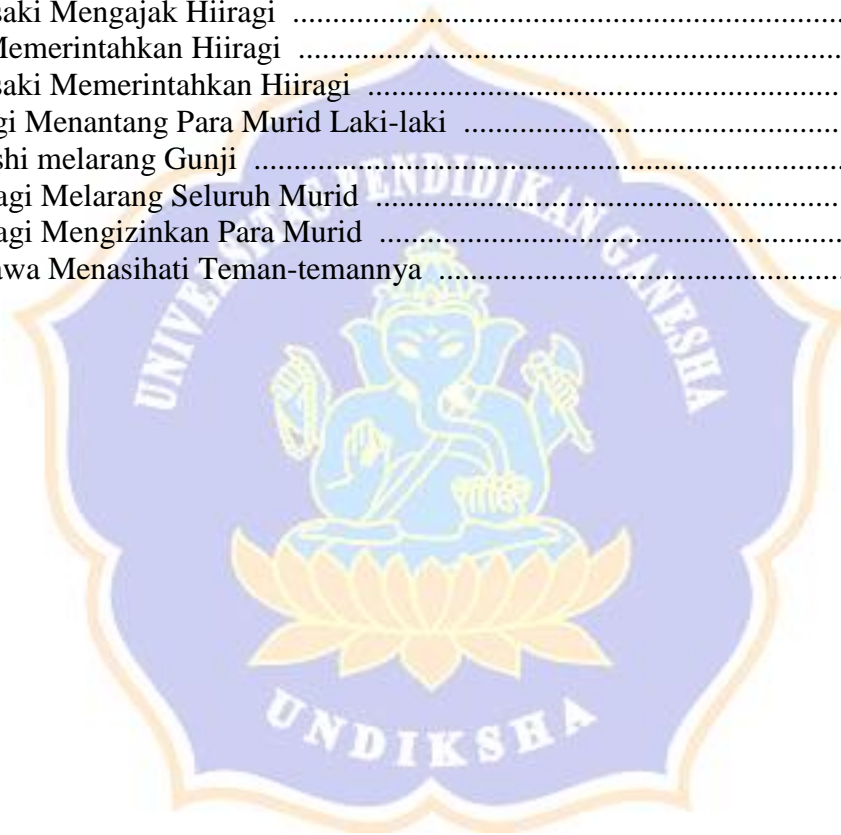 saki Mengajak Hiiragi ....................................................................
Memerintahkan Hiiragi ...................................................................
saki Memerintahkan Hiiragi ...........................................................
gi Menantang Para Murid Laki-laki ...............................................
shi melarang Gunji .........................................................................
agi Melarang Seluruh Murid ..........................................................
agi Mengizinkan Para Murid ..........................................................
awa Menasihati Teman-temannya ..................................................
UNIVERSITAS PENDIDIKAN GANESHA
UNDIKSHA